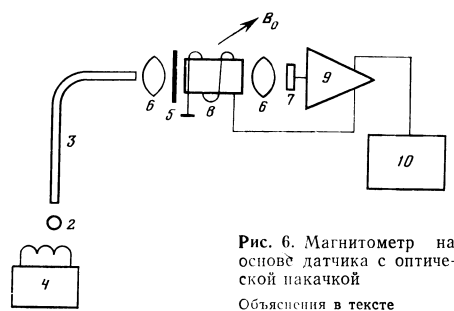 B₀
9
6
5
8
6
7
3
10
2
4
Рис. 6. Магнитометр на
основе датчика с оптиче-
ской накачкой
Объяснения в тексте